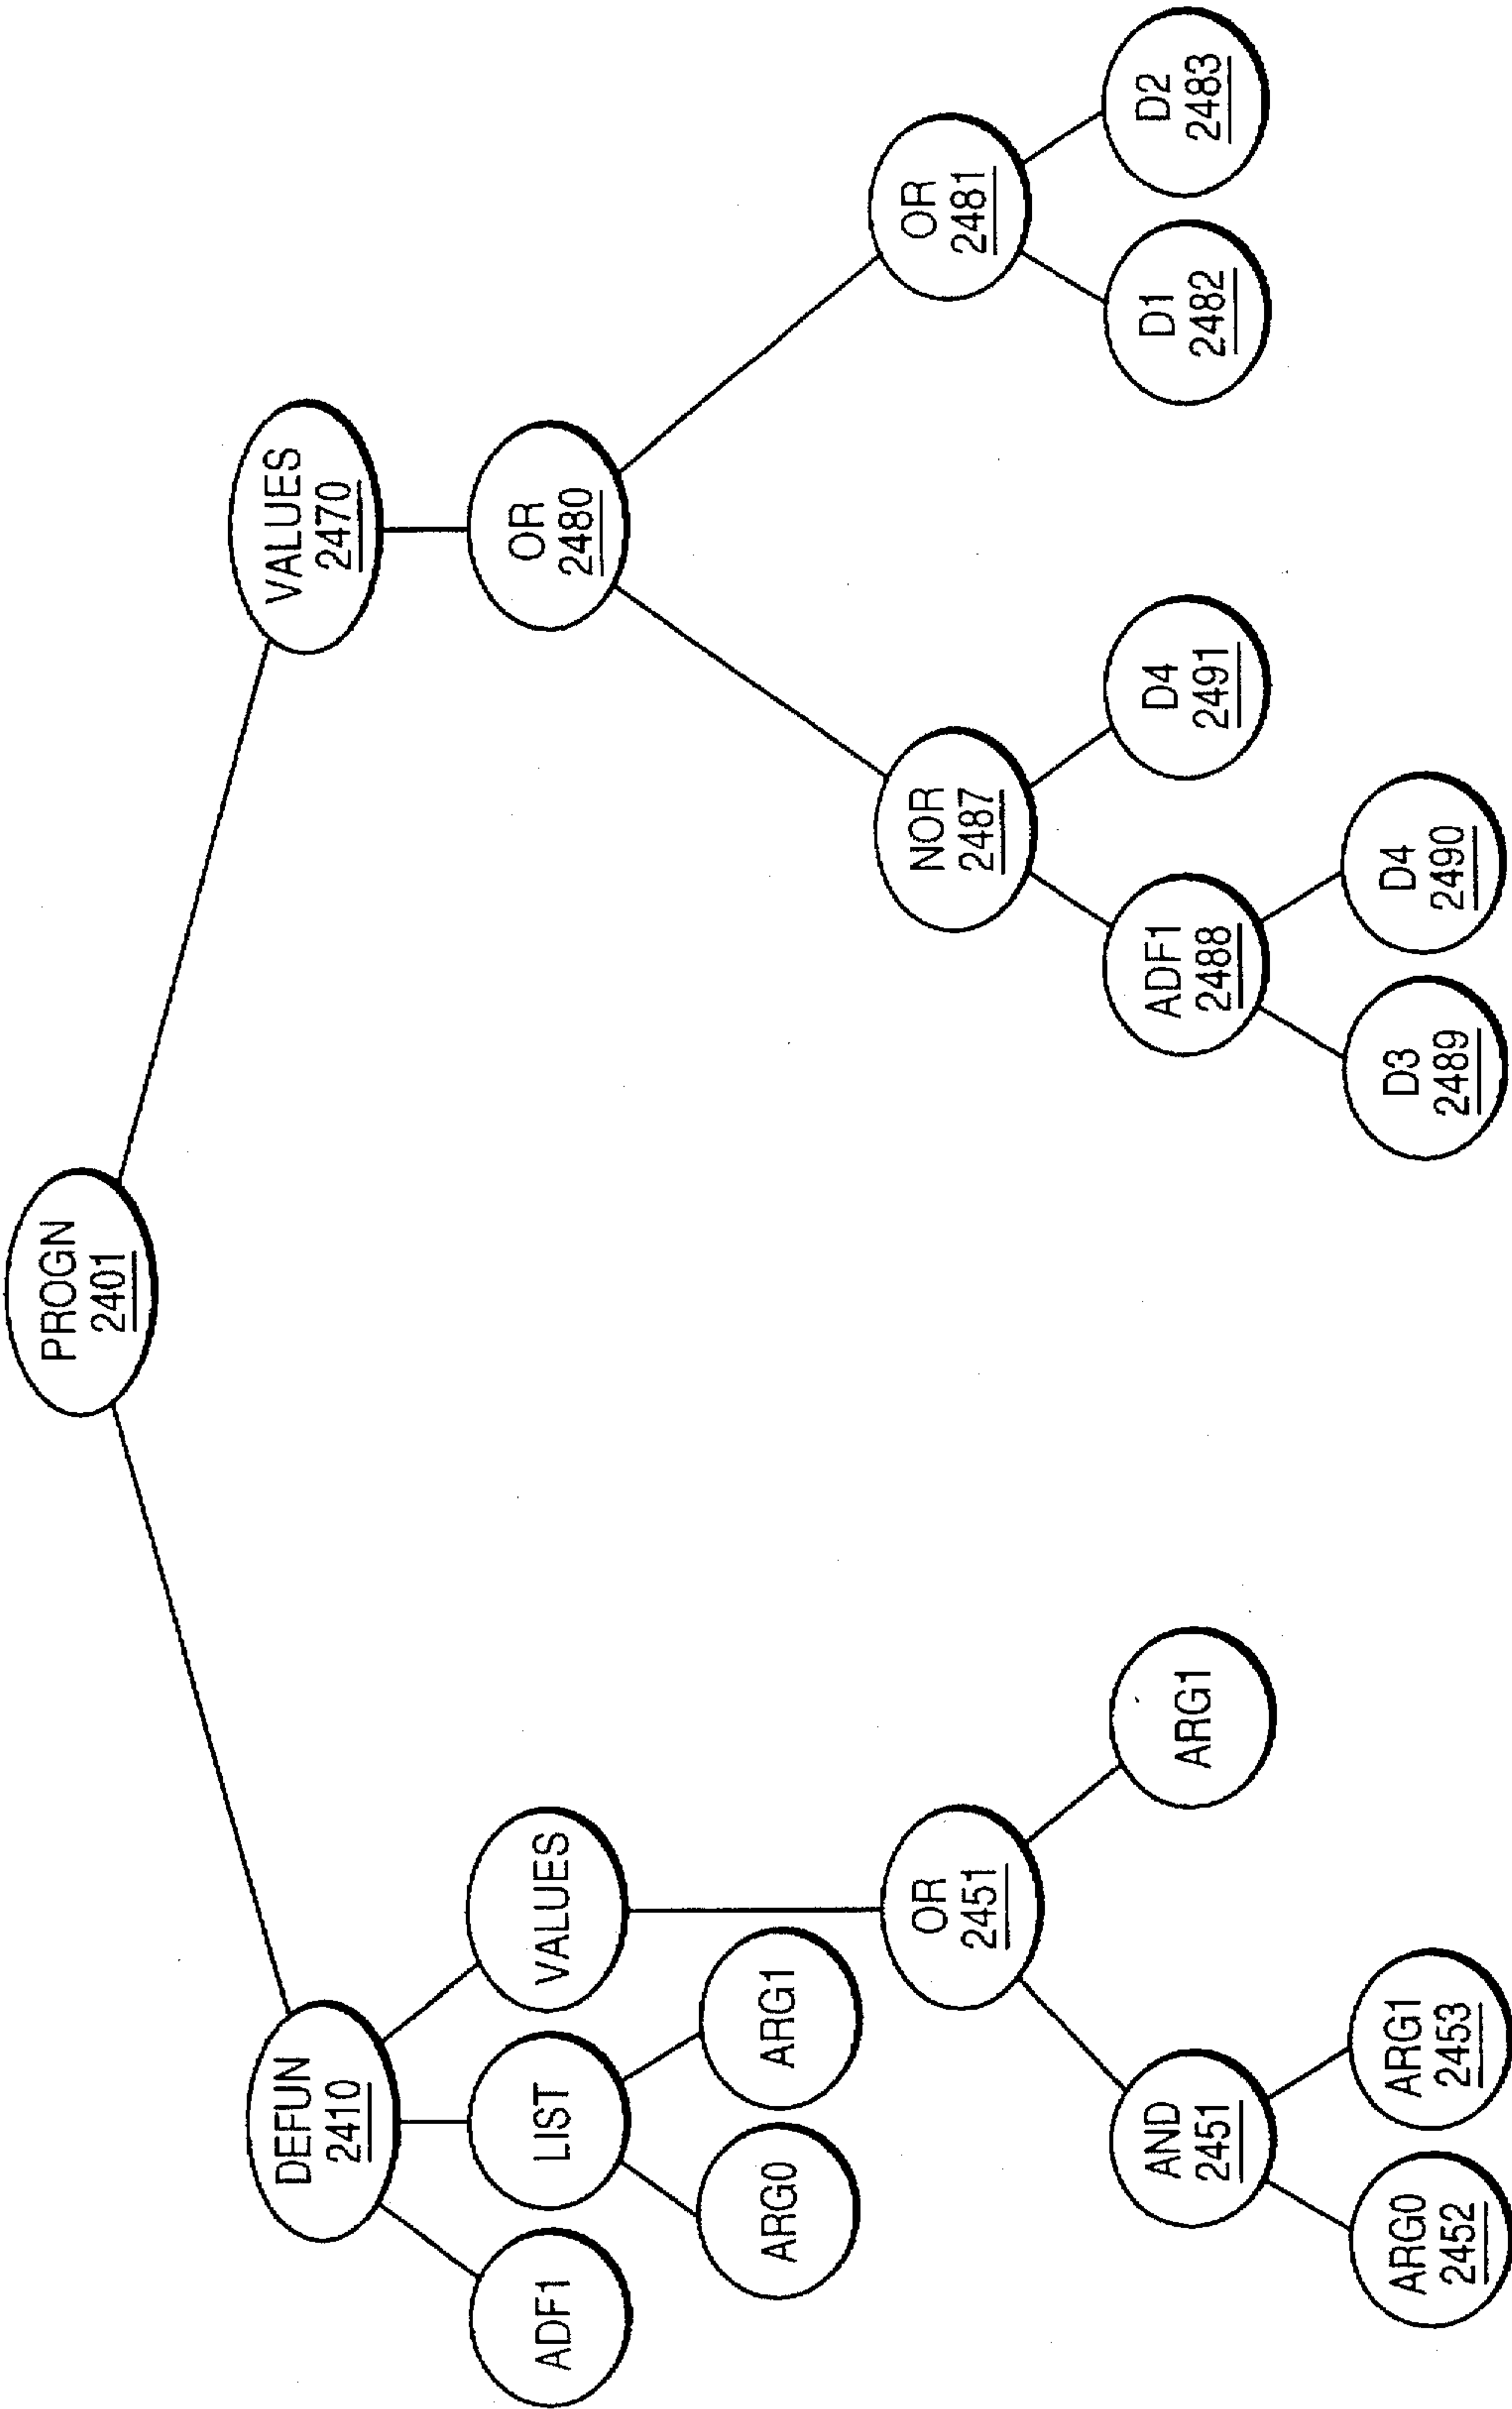 PROGN
2401
DEFUN
2410
VALUES
2470
ADF1
LIST
VALUES
OR
2480
ARG0
ARG1
OR
2451
NOR
2487
OR
2481
AND
2451
ARG1
ADF1
2488
D4
2491
D1
2482
D2
2483
ARG0
2452
ARG1
2453
D3
2489
D4
2490